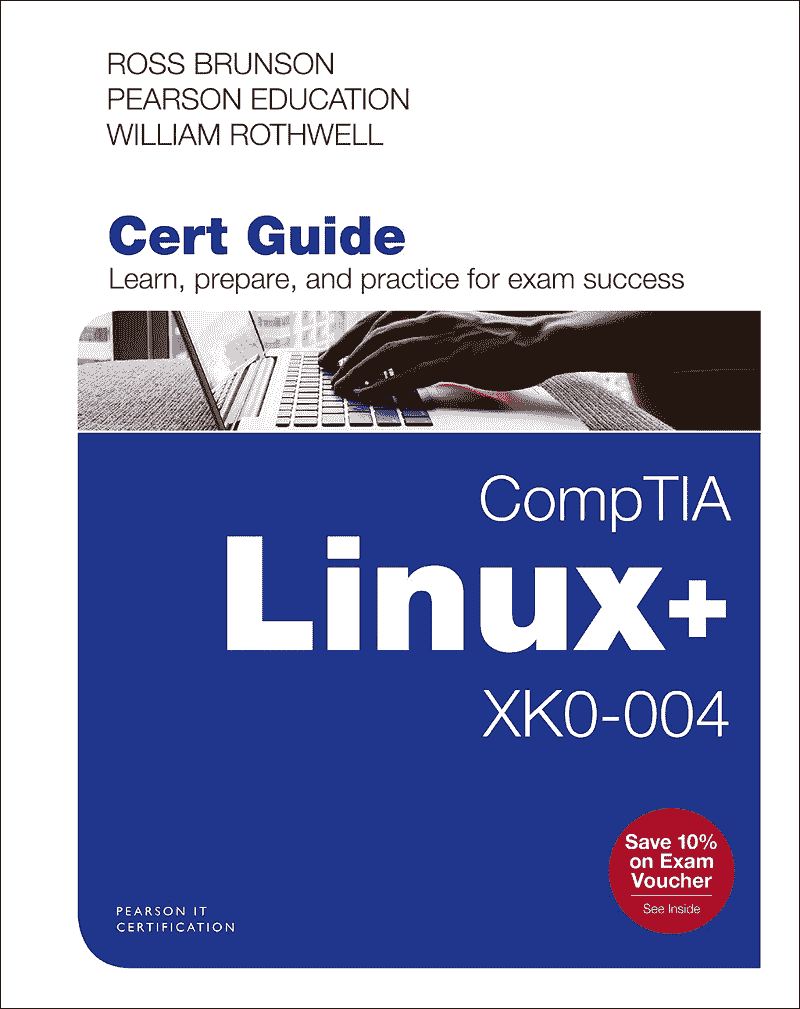 ROSS BRUNSON
PEARSON EDUCATION
WILLIAM ROTHWELL
Cert Guide
Learn, prepare, and practice for exam success
CompTIA
Linux+
XK0-004
Save 10%
on Exam
Voucher
See Inside
PEARSON IT
CERTIFICATION